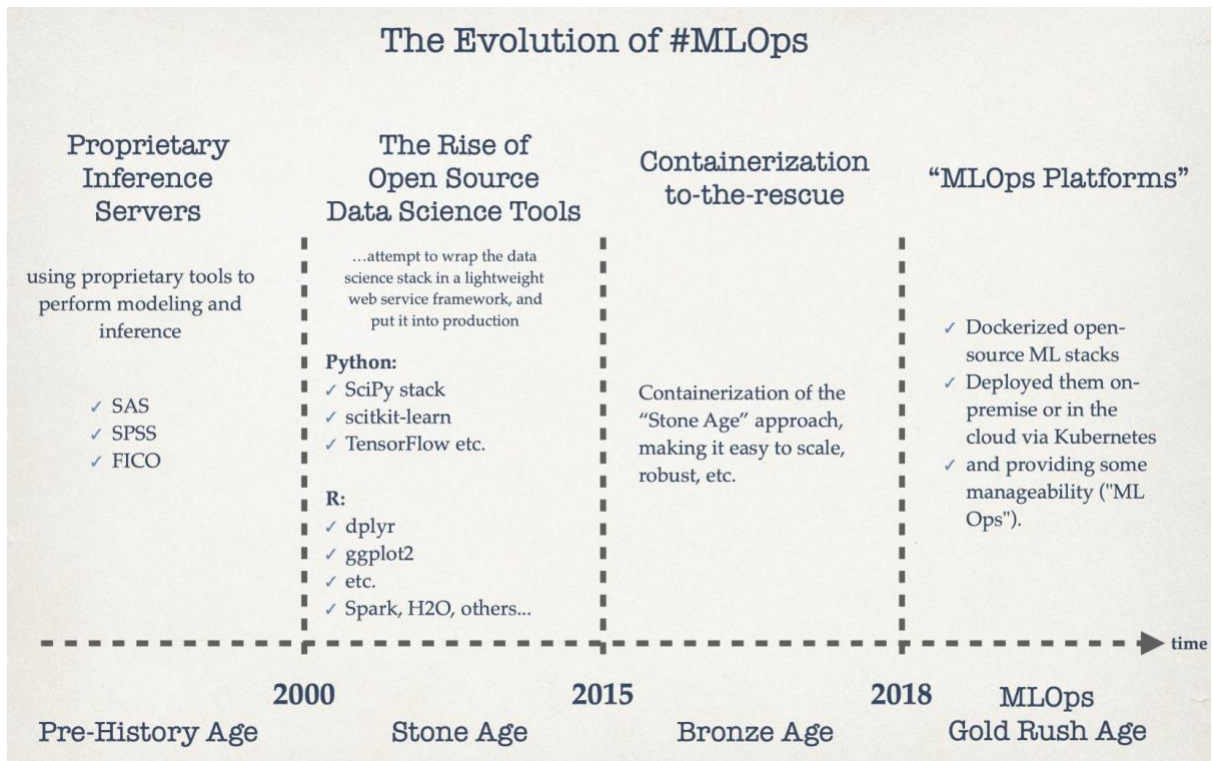 The Evolution of #MLOps
Proprietary
Inference
Servers
using proprietary tools to
perform modeling and
inference
✓ SAS
✓ SPSS
✓ FICO
The Rise of
Open Source
Data Science Tools
...attempt to wrap the data
science stack in a lightweight
web service framework, and
put it into production
Python:
✓ SciPy stack
✓ scitkit-learn
✓ TensorFlow etc.
R:
✓ dplyr
✓ ggplot2
✓ etc.
✓ Spark, H2O, others...
Containerization
to-the-rescue
Containerization of the
“Stone Age” approach,
making it easy to scale,
robust, etc.
“MLOps Platforms”
✓ Dockerized open-
source ML stacks
✓ Deployed them on-
premise or in the
cloud via Kubernetes
✓ and providing some
manageability ("ML
Ops").
time
2000
2015
2018
Pre-History Age
Stone Age
Bronze Age
MLOps
Gold Rush Age